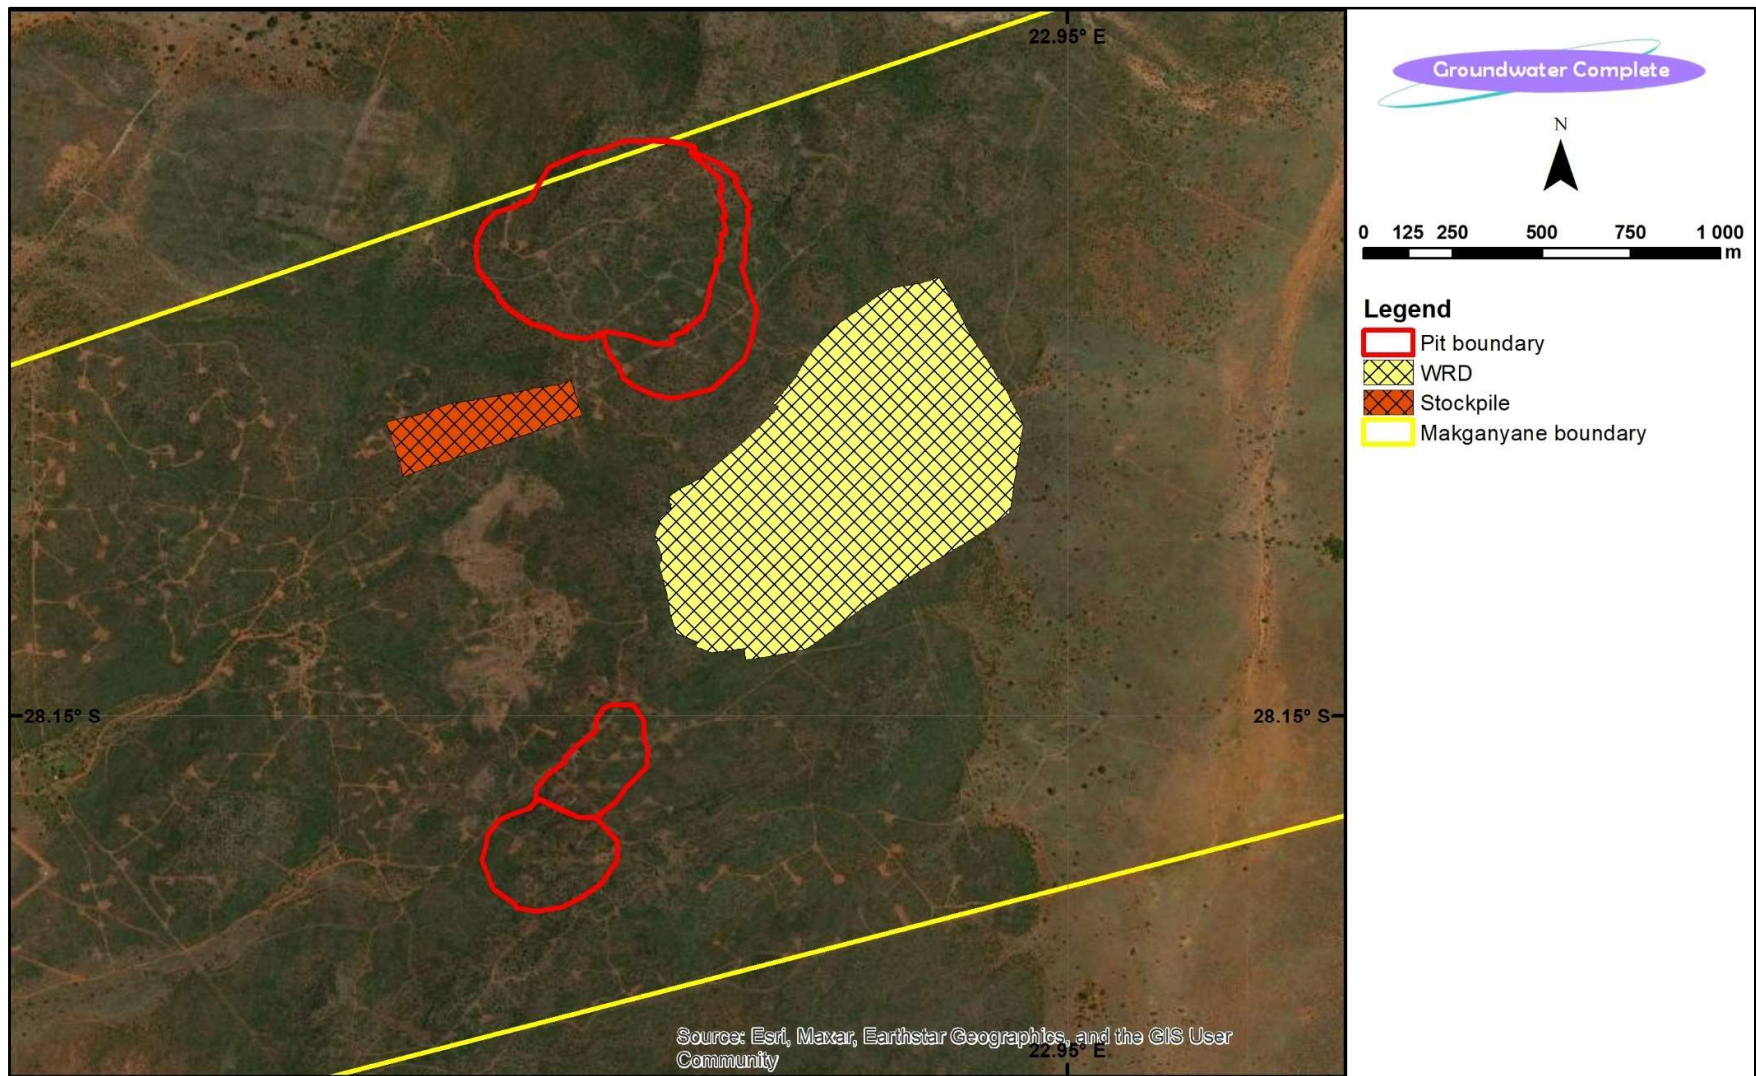 22.95° E
Groundwater Complete
N
0 125 250 500 750 1 000
m
Legend
Pit boundary
WRD
Stockpile
Makganyane boundary
28.15° S
28.15° S
Source: Esri, Maxar, Earthstar Geographics, and the GIS User
Community
22.95° E